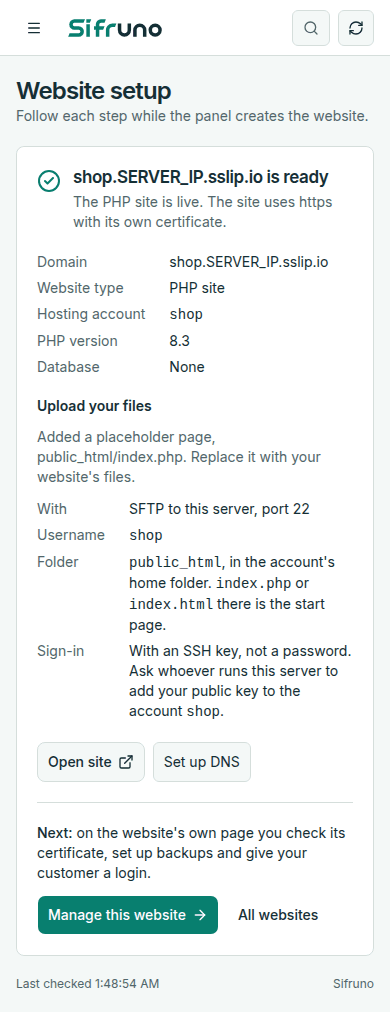 Sifruno
Website setup
Follow each step while the panel creates the website.
shop.SERVER_IP.sslip.io is ready
The PHP site is live. The site uses https
with its own certificate.
Domain shop.SERVER_IP.sslip.io
Website type PHP site
Hosting account shop
PHP version 8.3
Database None
Upload your files
Added a placeholder page,
public_html/index.php. Replace it with your
website's files.
With SFTP to this server, port 22
Username shop
Folder public_html, in the account's
home folder. index.php or
index.html there is the start
page.
Sign-in With an SSH key, not a password.
Ask whoever runs this server to
add your public key to the
account shop.
Open site Set up DNS
Next: on the website's own page you check its
certificate, set up backups and give your
customer a login.
Manage this website All websites
Last checked 1:48:54 AM Sifruno